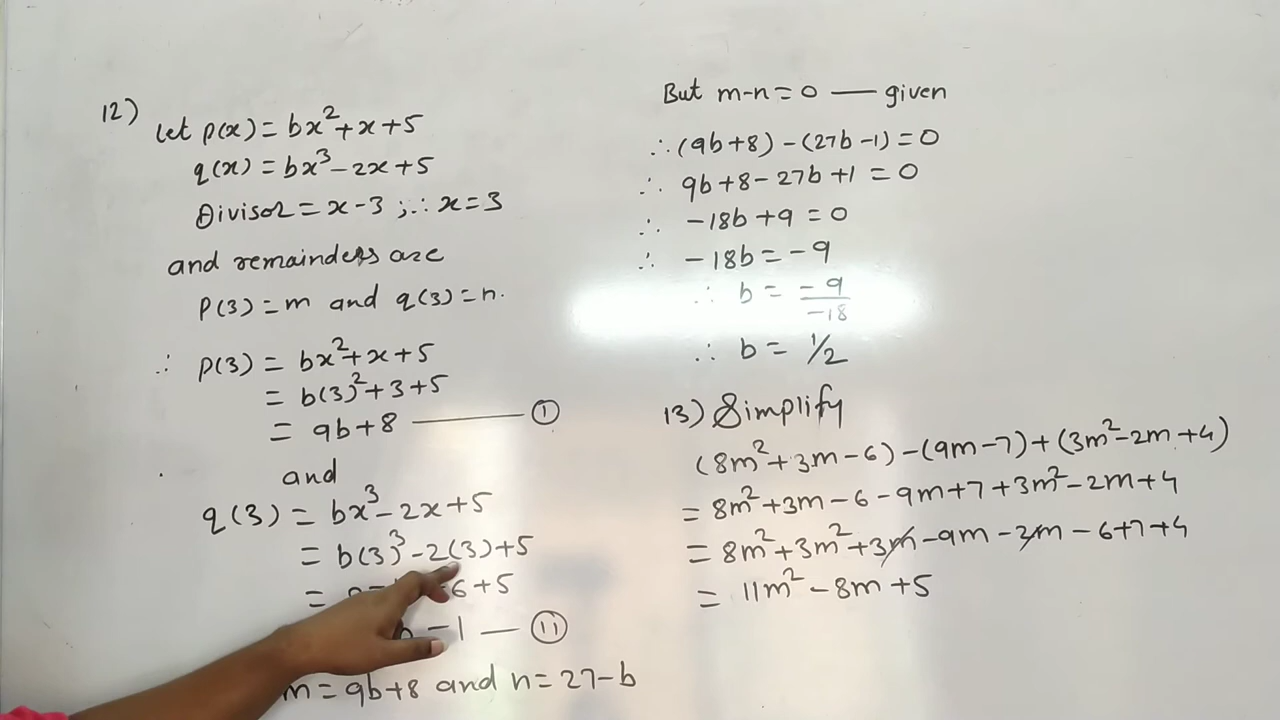 12) Let p(x) = bx²+x+5
q(x) = bx³-2x+5
Divisor = x-3 ; ∴ x=3
and remainders are
P(3)=m and q(3)=n.
∴ p(3) = bx²+x+5
= b(3)²+3+5
= 9b+8 —— ①
and
q(3) = bx³-2x+5
= b(3)³-2(3)+5
= 6+5
-1 — ⑪
m=9b+8 and n=27-b
But m-n=0 — given
∴ (9b+8)-(27b-1)=0
∴ 9b+8-27b+1=0
∴ -18b+9=0
∴ -18b=-9
∴ b = -9/-18
∴ b = 1/2
13) Simplify
(8m²+3m-6)-(9m-7)+(3m²-2m+4)
= 8m²+3m-6-9m+7+3m²-2m+4
= 8m²+3m²+3m-9m-2m-6+7+4
= 11m²-8m+5